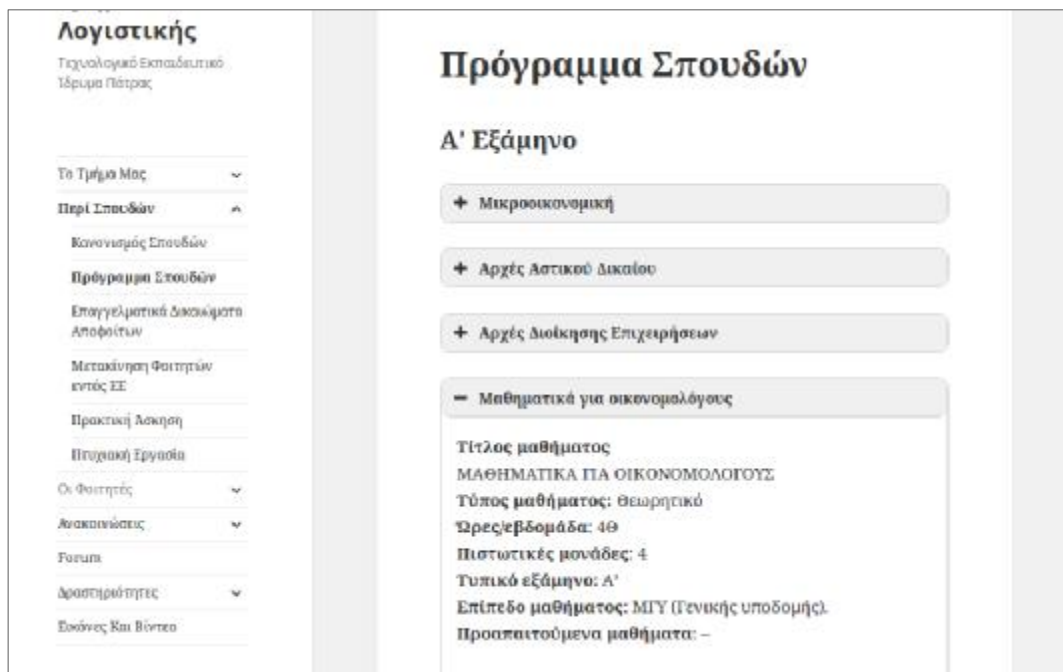 Λογιστικής
Τεχνολογικό Εκπαιδευτικό
Ίδρυμα Πάτρας
Το Τμήμα Μας
Περί Σπουδών
Κανονισμός Σπουδών
Πρόγραμμα Σπουδών
Επαγγελματικά Δικαιώματα
Αποφοίτων
Μετακίνηση Φοιτητών
εντός ΕΕ
Πρακτική Άσκηση
Πτυχιακή Εργασία
Οι Φοιτητές
Ανακοινώσεις
Forum
Δραστηριότητες
Εικόνες Και Βίντεο
Πρόγραμμα Σπουδών
Α' Εξάμηνο
+ Μικροοικονομική
+ Αρχές Αστικού Δικαίου
+ Αρχές Διοίκησης Επιχειρήσεων
− Μαθηματικά για οικονομολόγους
Τίτλος μαθήματος
ΜΑΘΗΜΑΤΙΚΑ ΓΙΑ ΟΙΚΟΝΟΜΟΛΟΓΟΥΣ
Τύπος μαθήματος: Θεωρητικό
Ώρες/εβδομάδα: 4Θ
Πιστωτικές μονάδες: 4
Τυπικό εξάμηνο: Α'
Επίπεδο μαθήματος: ΜΓΥ (Γενικής υποδομής).
Προαπαιτούμενα μαθήματα: –